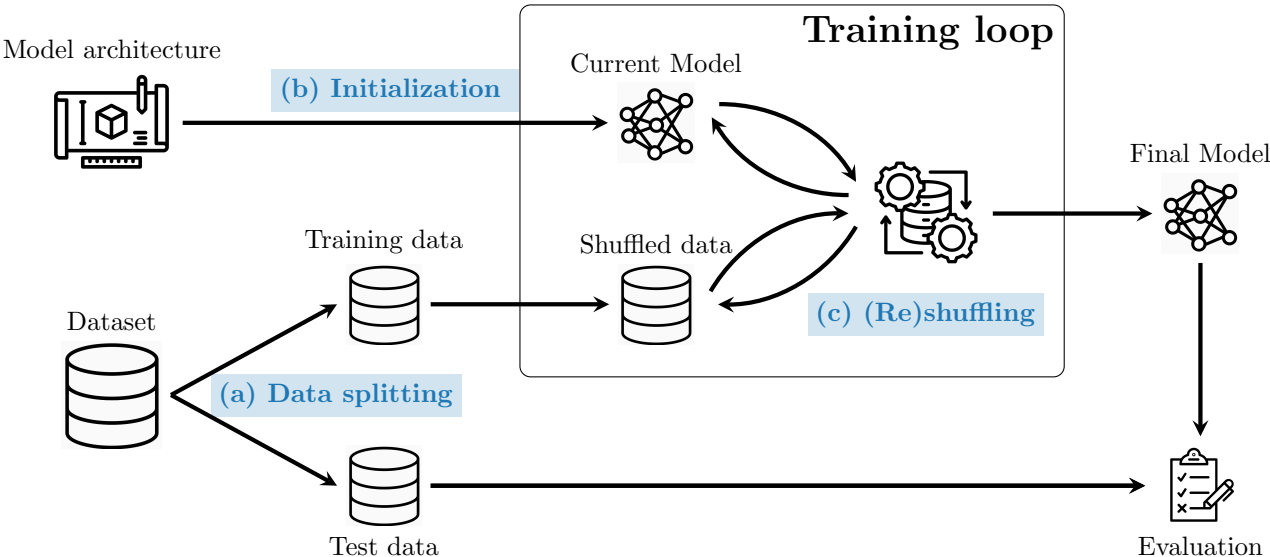 Training loop
Model architecture
Current Model
(b) Initialization
Final Model
Training data
Shuffled data
(c) (Re)shuffling
Dataset
(a) Data splitting
Test data
Evaluation